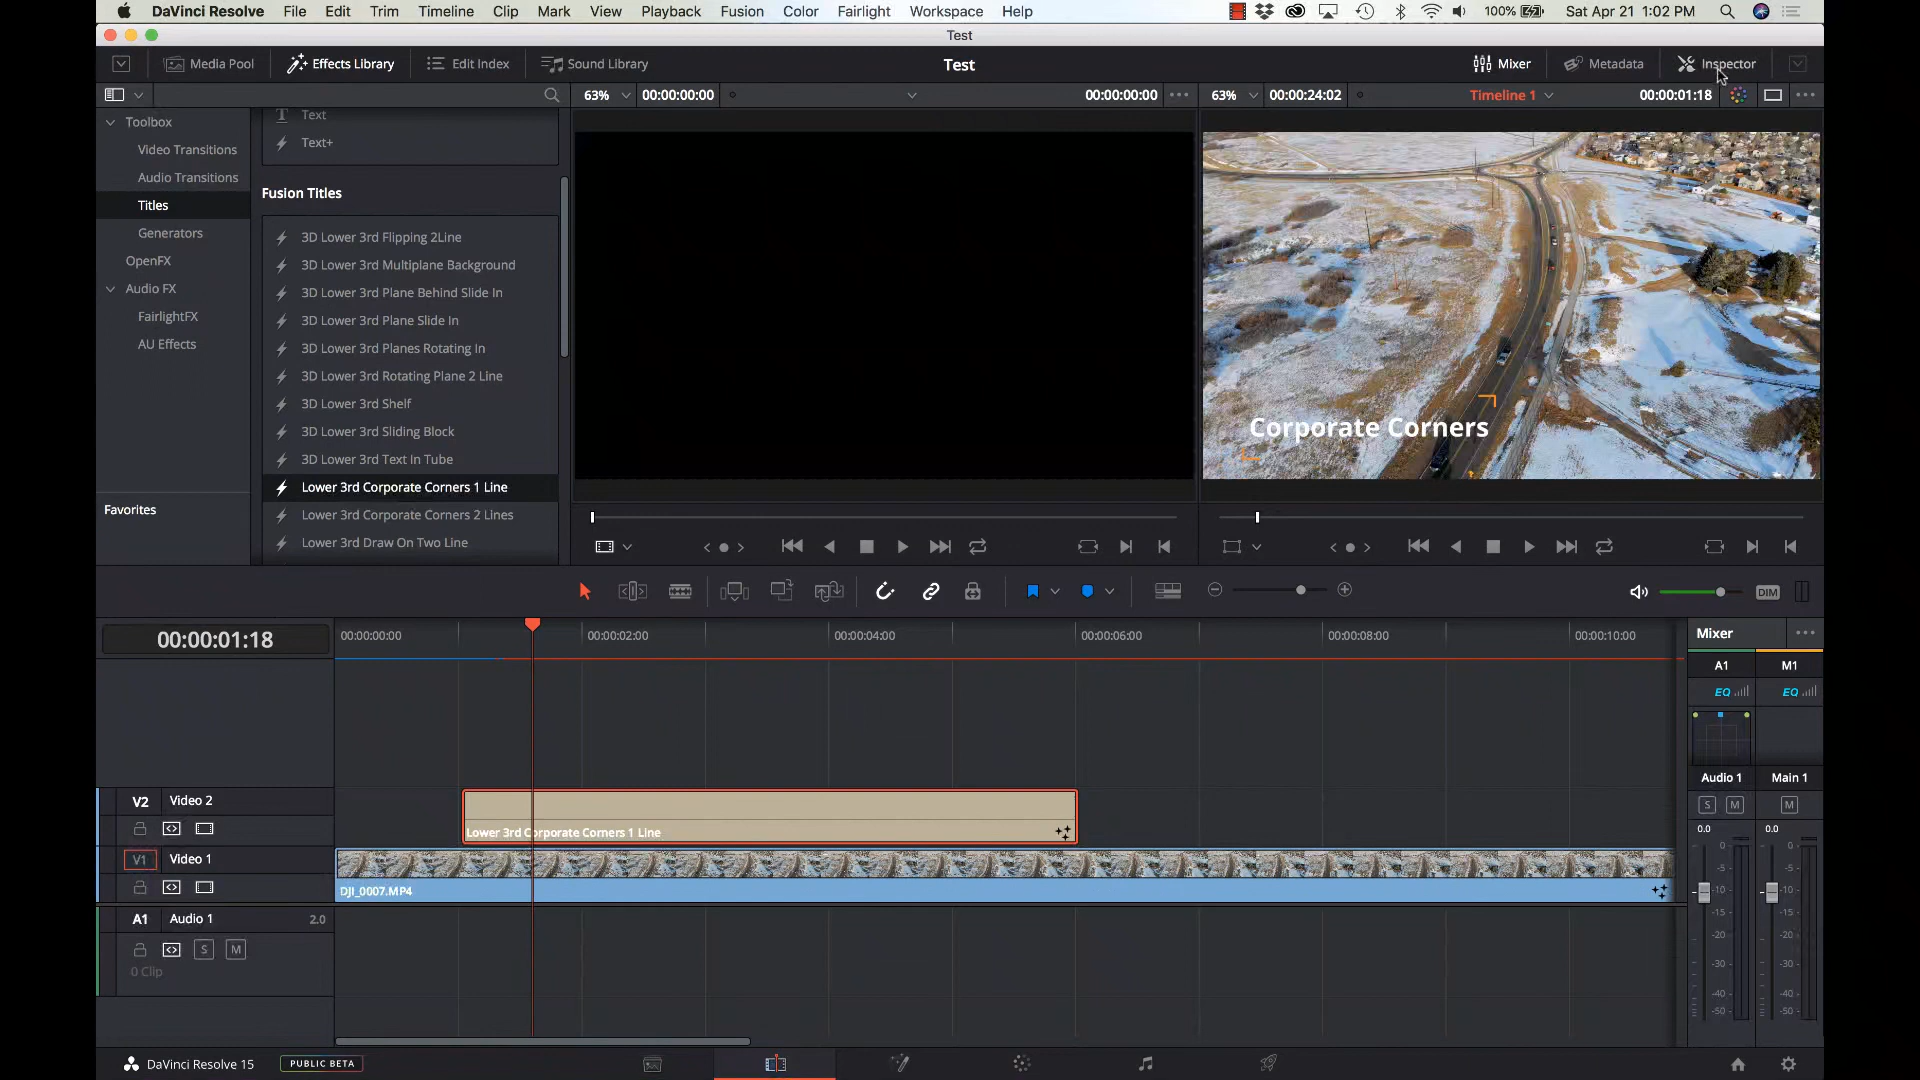 DaVinci Resolve File Edit Trim Timeline Clip Mark View Playback Fusion Color Fairlight Workspace Help 100% Sat Apr 21 1:02 PM
Test
Media Pool Effects Library Edit Index Sound Library Test Mixer Metadata Inspector
63% 00:00:00:00 00:00:00:00 63% 00:00:24:02 Timeline 1 00:00:01:18
Toolbox
Video Transitions
Audio Transitions
Titles
Generators
OpenFX
Audio FX
FairlightFX
AU Effects
Favorites
Text
Text+
Fusion Titles
3D Lower 3rd Flipping 2Line
3D Lower 3rd Multiplane Background
3D Lower 3rd Plane Behind Slide In
3D Lower 3rd Plane Slide In
3D Lower 3rd Planes Rotating In
3D Lower 3rd Rotating Plane 2 Line
3D Lower 3rd Shelf
3D Lower 3rd Sliding Block
3D Lower 3rd Text In Tube
Lower 3rd Corporate Corners 1 Line
Lower 3rd Corporate Corners 2 Lines
Lower 3rd Draw On Two Line
Corporate Corners
DIM
00:00:01:18 00:00:00:00 00:00:02:00 00:00:04:00 00:00:06:00 00:00:08:00 00:00:10:00
V2 Video 2
Lower 3rd Corporate Corners 1 Line
V1 Video 1
DJI_0007.MP4
A1 Audio 1 2.0
S M
0 Clip
Mixer
A1 M1
EQ EQ
Audio 1 Main 1
S M M
0.0 0.0
0 0
-5 -5
-10 -10
-15 -15
-20 -20
-30 -30
-40 -40
-50 -50
DaVinci Resolve 15 PUBLIC BETA